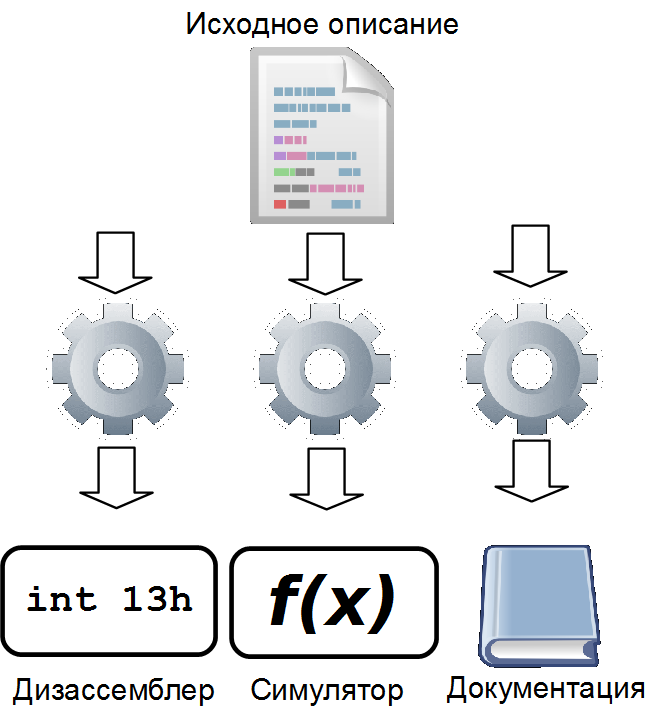 Исходное описание
int 13h
f(x)
Дизассемблер
Симулятор
Документация